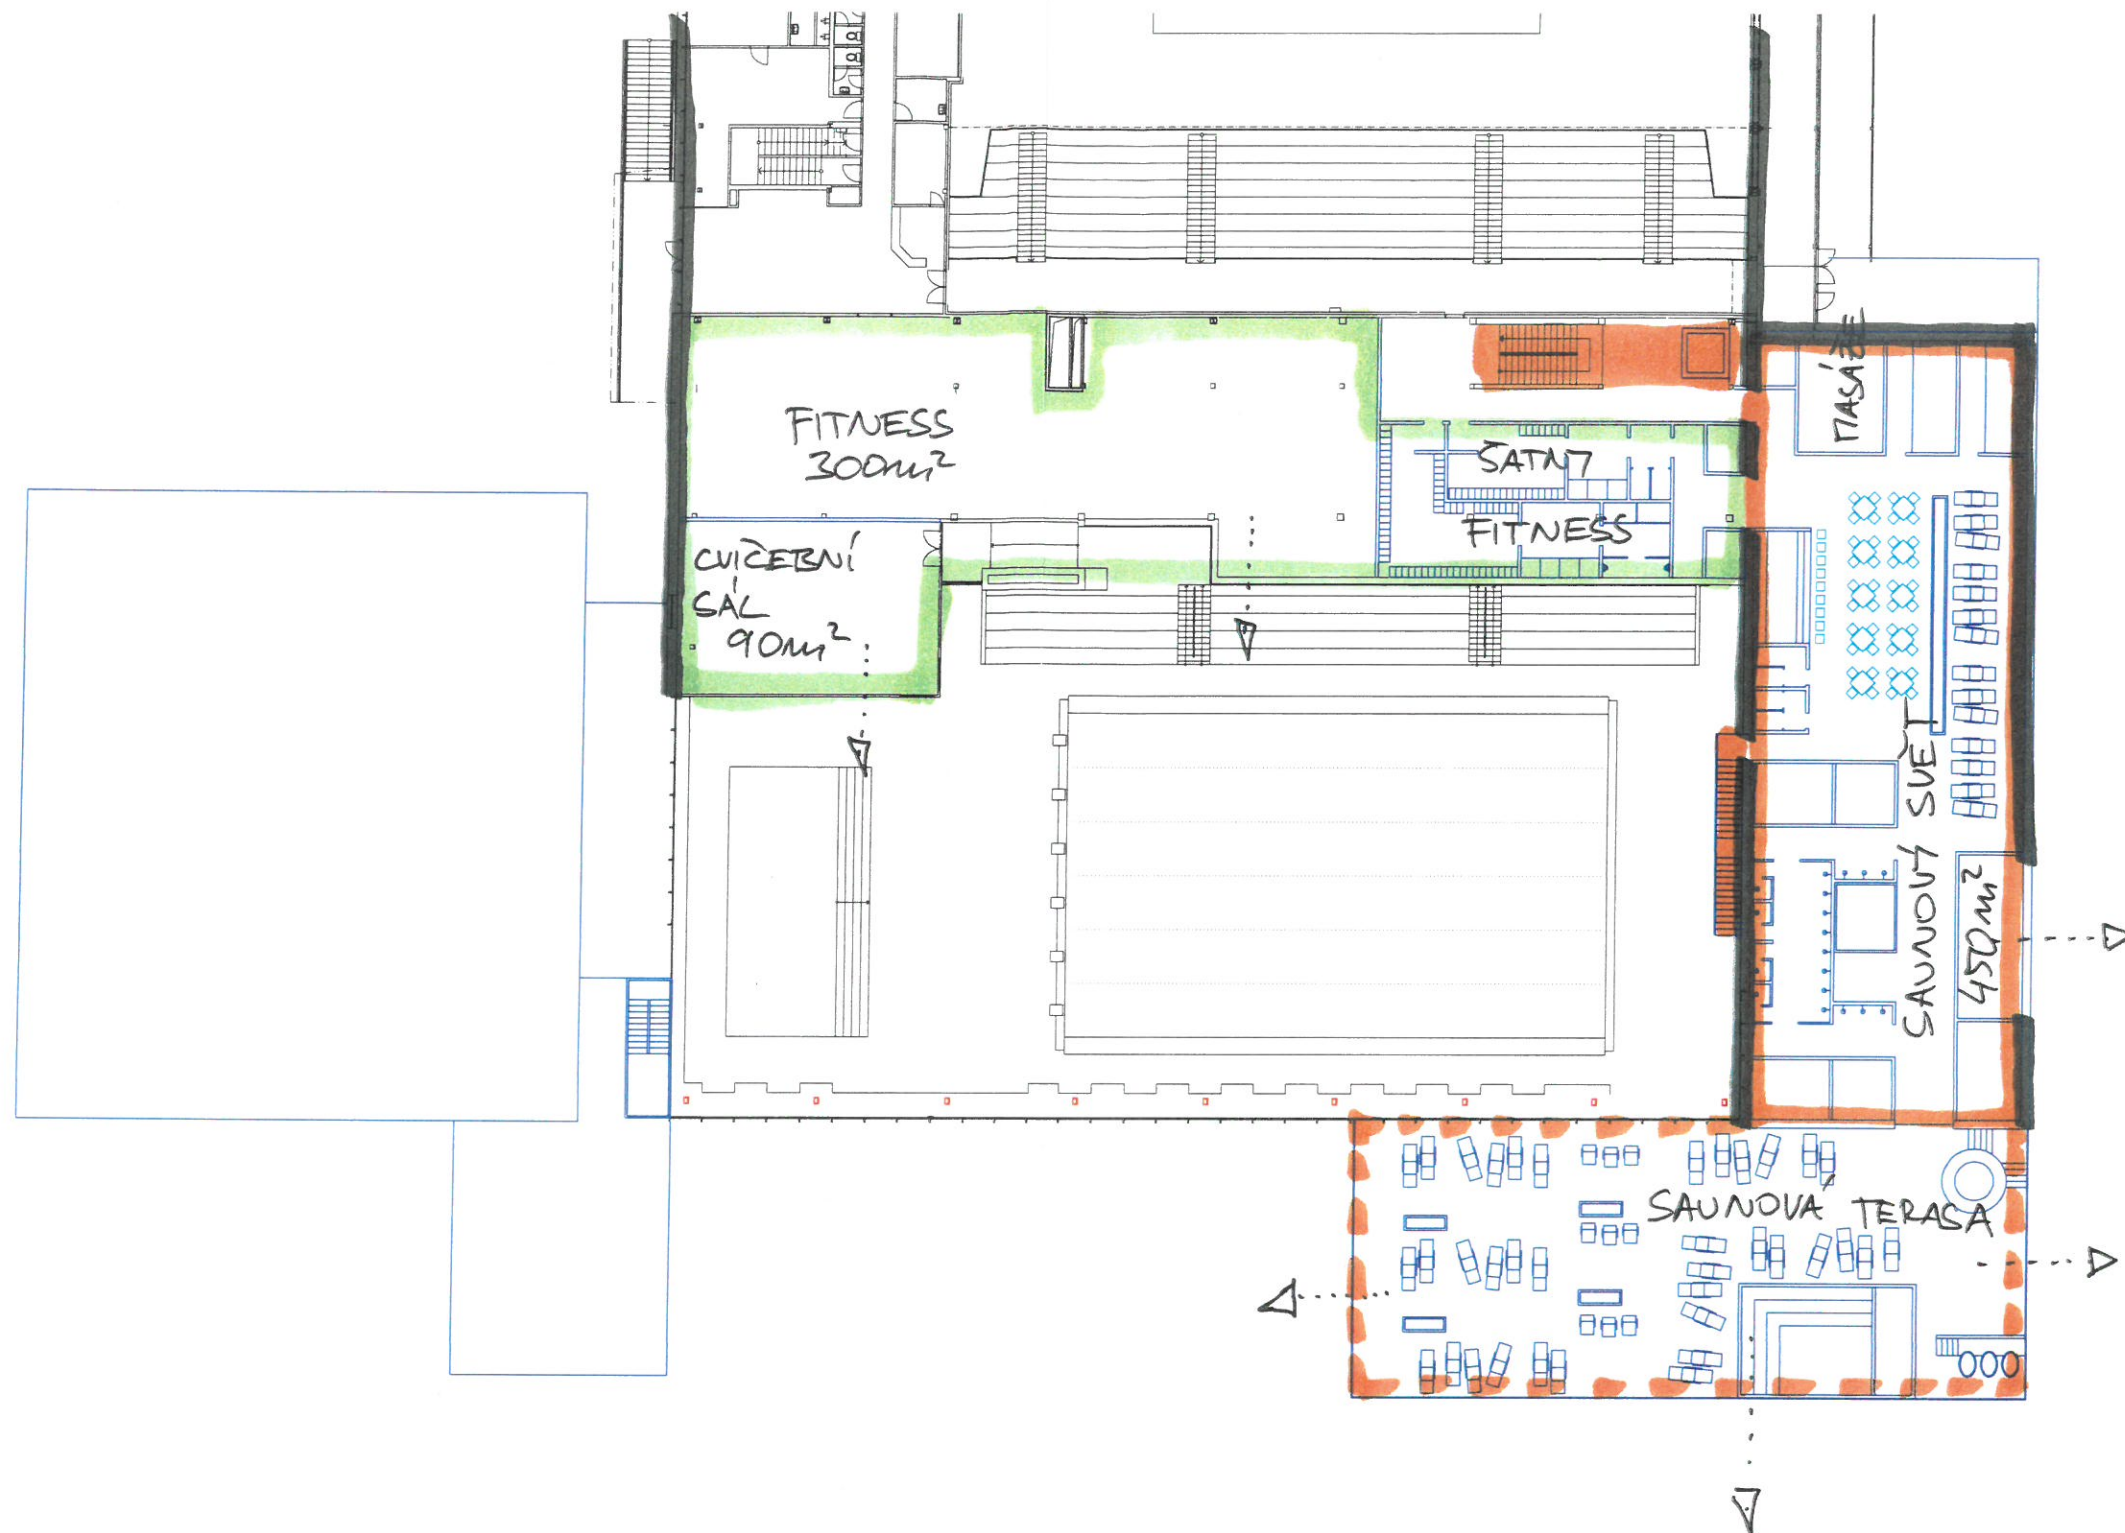 FITNESS
300m²
ŠATNY
FITNESS
CVIČEBNÍ
SÁL
90m²
MASÁŽE
SAUNOVÝ SVĚT
450m²
SAUNOVÁ TERASA